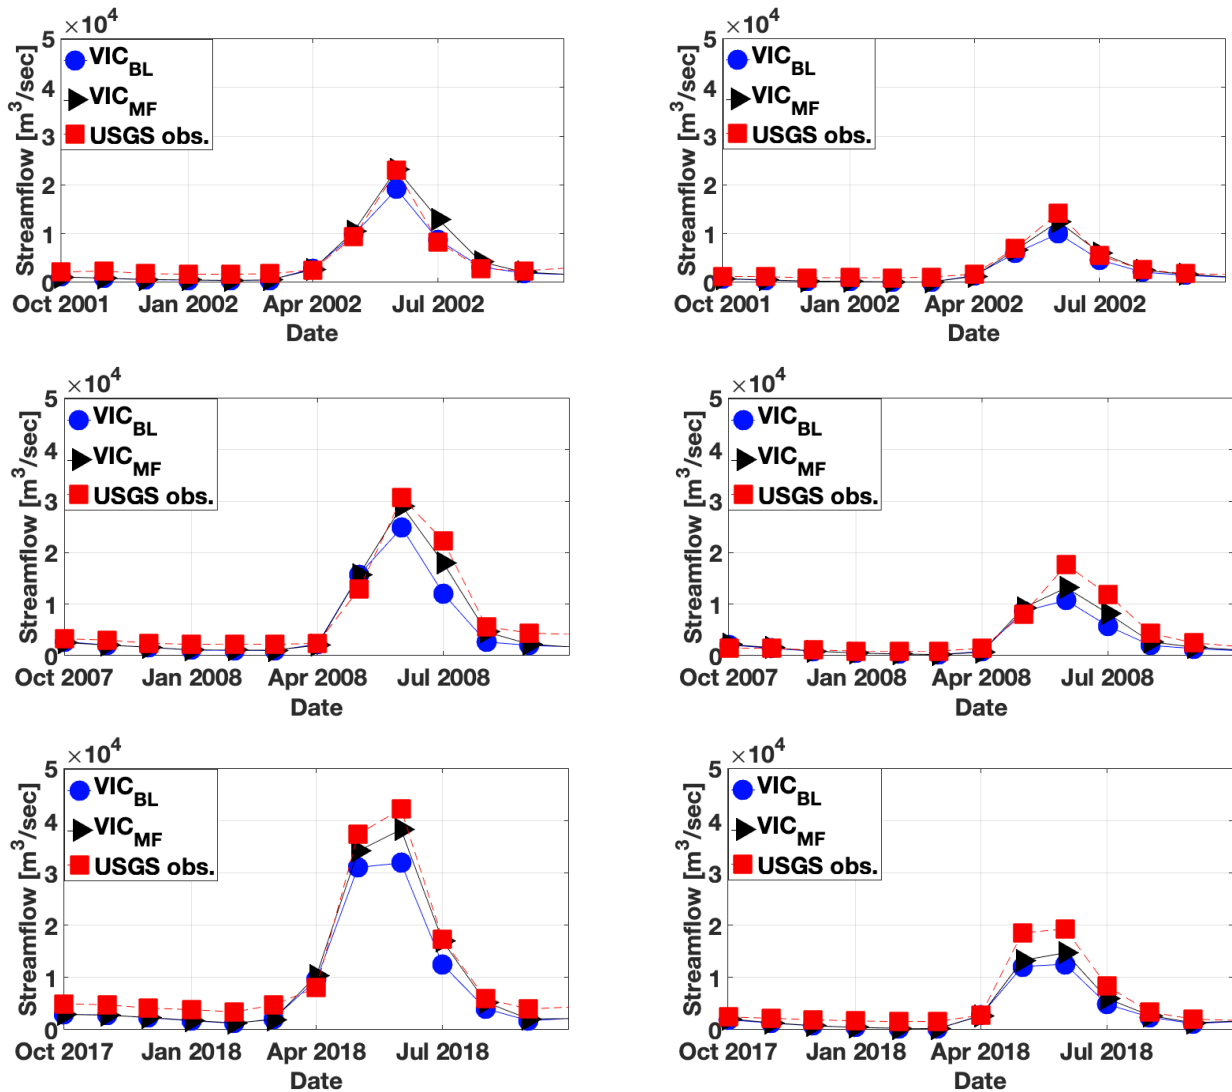 ×10⁴
5
4
3
2
1
0
Streamflow [m³/sec]
VIC_BL
VIC_MF
USGS obs.
Oct 2001 Jan 2002 Apr 2002 Jul 2002
Date
×10⁴
5
4
3
2
1
0
Streamflow [m³/sec]
VIC_BL
VIC_MF
USGS obs.
Oct 2001 Jan 2002 Apr 2002 Jul 2002
Date
×10⁴
5
4
3
2
1
0
Streamflow [m³/sec]
VIC_BL
VIC_MF
USGS obs.
Oct 2007 Jan 2008 Apr 2008 Jul 2008
Date
×10⁴
5
4
3
2
1
0
Streamflow [m³/sec]
VIC_BL
VIC_MF
USGS obs.
Oct 2007 Jan 2008 Apr 2008 Jul 2008
Date
×10⁴
5
4
3
2
1
0
Streamflow [m³/sec]
VIC_BL
VIC_MF
USGS obs.
Oct 2017 Jan 2018 Apr 2018 Jul 2018
Date
×10⁴
5
4
3
2
1
0
Streamflow [m³/sec]
VIC_BL
VIC_MF
USGS obs.
Oct 2017 Jan 2018 Apr 2018 Jul 2018
Date